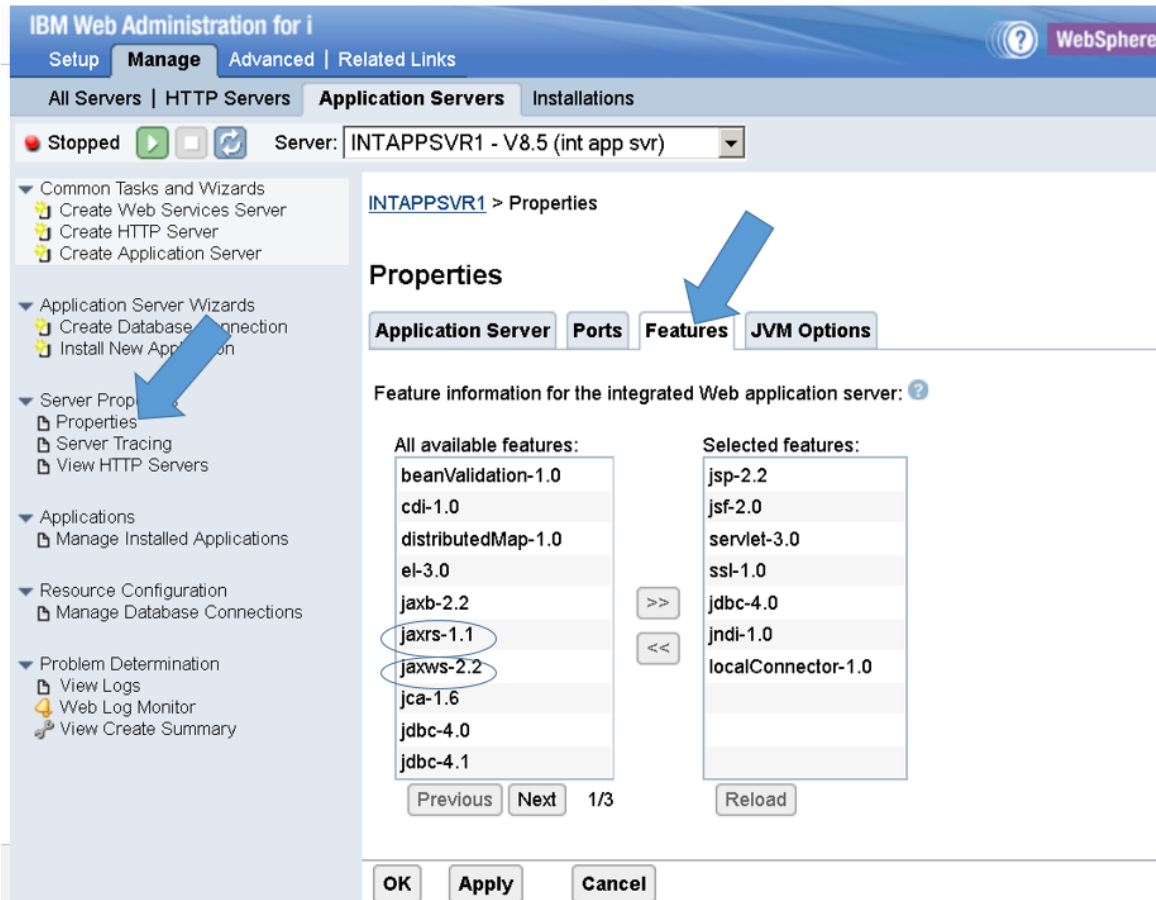 IBM Web Administration for i
Setup Manage Advanced | Related Links
WebSphere
All Servers | HTTP Servers Application Servers Installations
Stopped Server: INTAPPSVR1 - V8.5 (int app svr)
Common Tasks and Wizards
Create Web Services Server
Create HTTP Server
Create Application Server
Application Server Wizards
Create Database Connection
Install New Application
Server Properties
Properties
Server Tracing
View HTTP Servers
Applications
Manage Installed Applications
Resource Configuration
Manage Database Connections
Problem Determination
View Logs
Web Log Monitor
View Create Summary
INTAPPSVR1 > Properties
Properties
Application Server Ports Features JVM Options
Feature information for the integrated Web application server: ?
All available features:
beanValidation-1.0
cdi-1.0
distributedMap-1.0
el-3.0
jaxb-2.2
jaxrs-1.1
jaxws-2.2
jca-1.6
jdbc-4.0
jdbc-4.1
Previous Next 1/3
>>
<<
Selected features:
jsp-2.2
jsf-2.0
servlet-3.0
ssl-1.0
jdbc-4.0
jndi-1.0
localConnector-1.0
Reload
OK Apply Cancel